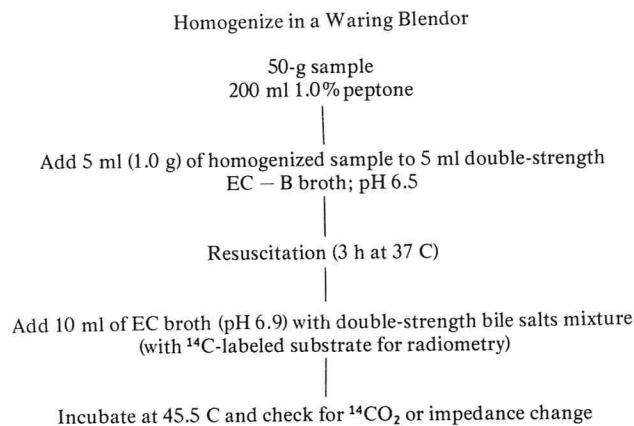 Homogenize in a Waring Blendor
50-g sample
200 ml 1.0% peptone
Add 5 ml (1.0 g) of homogenized sample to 5 ml double-strength
EC – B broth; pH 6.5
Resuscitation (3 h at 37 C)
Add 10 ml of EC broth (pH 6.9) with double-strength bile salts mixture
(with ¹⁴C-labeled substrate for radiometry)
Incubate at 45.5 C and check for ¹⁴CO₂ or impedance change